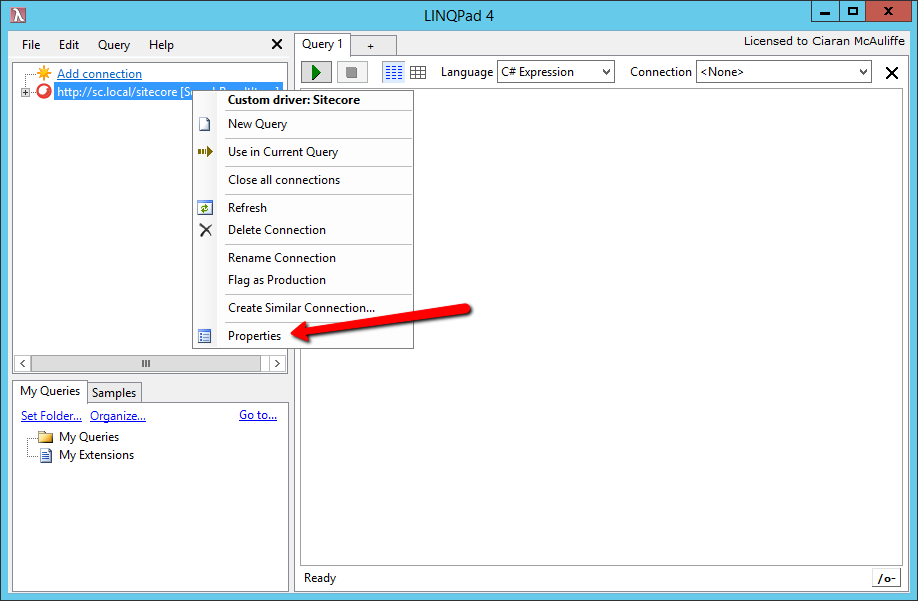 LINQPad 4
File Edit Query Help
Query 1
+
Licensed to Ciaran McAuliffe
Language C# Expression Connection <None>
Add connection
http://sc.local/sitecore
Custom driver: Sitecore
New Query
Use in Current Query
Close all connections
Refresh
Delete Connection
Rename Connection
Flag as Production
Create Similar Connection...
Properties
My Queries Samples
Set Folder... Organize... Go to...
My Queries
My Extensions
Ready
/o-